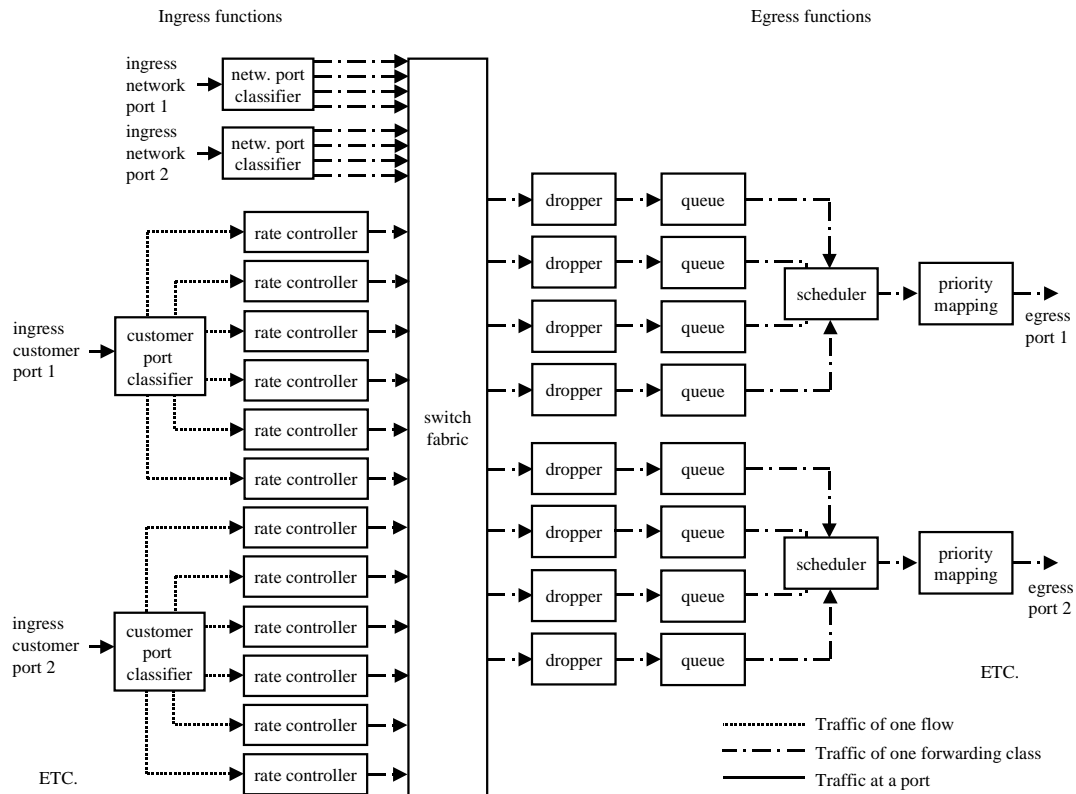 Ingress functions
Egress functions
ingress
network
port 1
netw. port
classifier
ingress
network
port 2
netw. port
classifier
ingress
customer
port 1
customer
port
classifier
rate controller
rate controller
rate controller
rate controller
rate controller
rate controller
ingress
customer
port 2
customer
port
classifier
rate controller
rate controller
rate controller
rate controller
rate controller
rate controller
ETC.
switch
fabric
dropper
queue
dropper
queue
dropper
queue
dropper
queue
scheduler
priority
mapping
egress
port 1
dropper
queue
dropper
queue
dropper
queue
dropper
queue
scheduler
priority
mapping
egress
port 2
ETC.
Traffic of one flow
Traffic of one forwarding class
Traffic at a port